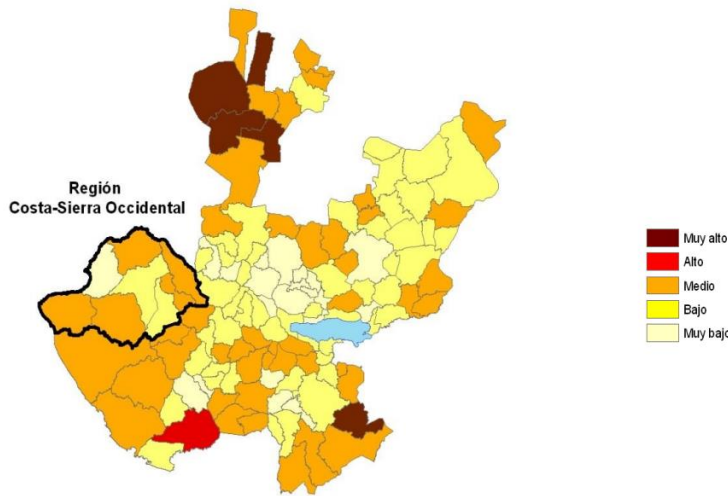 Región
Costa-Sierra Occidental
Muy alto
Alto
Medio
Bajo
Muy bajo